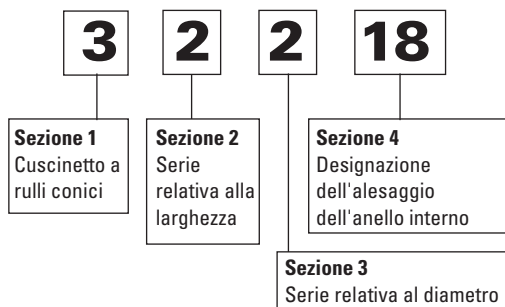 3 2 2 18
Sezione 1
Cuscinetto a
rulli conici
Sezione 2
Serie
relativa alla
larghezza
Sezione 4
Designazione
dell'alesaggio
dell'anello interno
Sezione 3
Serie relativa al diametro